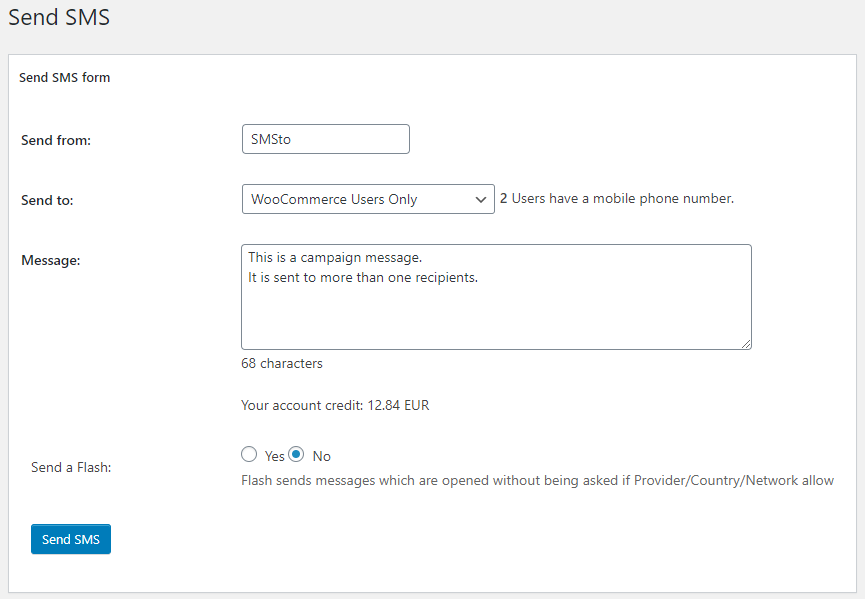 Send SMS
Send SMS form
Send from:
SMSto
Send to:
WooCommerce Users Only
2 Users have a mobile phone number.
Message:
This is a campaign message.
It is sent to more than one recipients.
68 characters
Your account credit: 12.84 EUR
Send a Flash:
Yes No
Flash sends messages which are opened without being asked if Provider/Country/Network allow
Send SMS